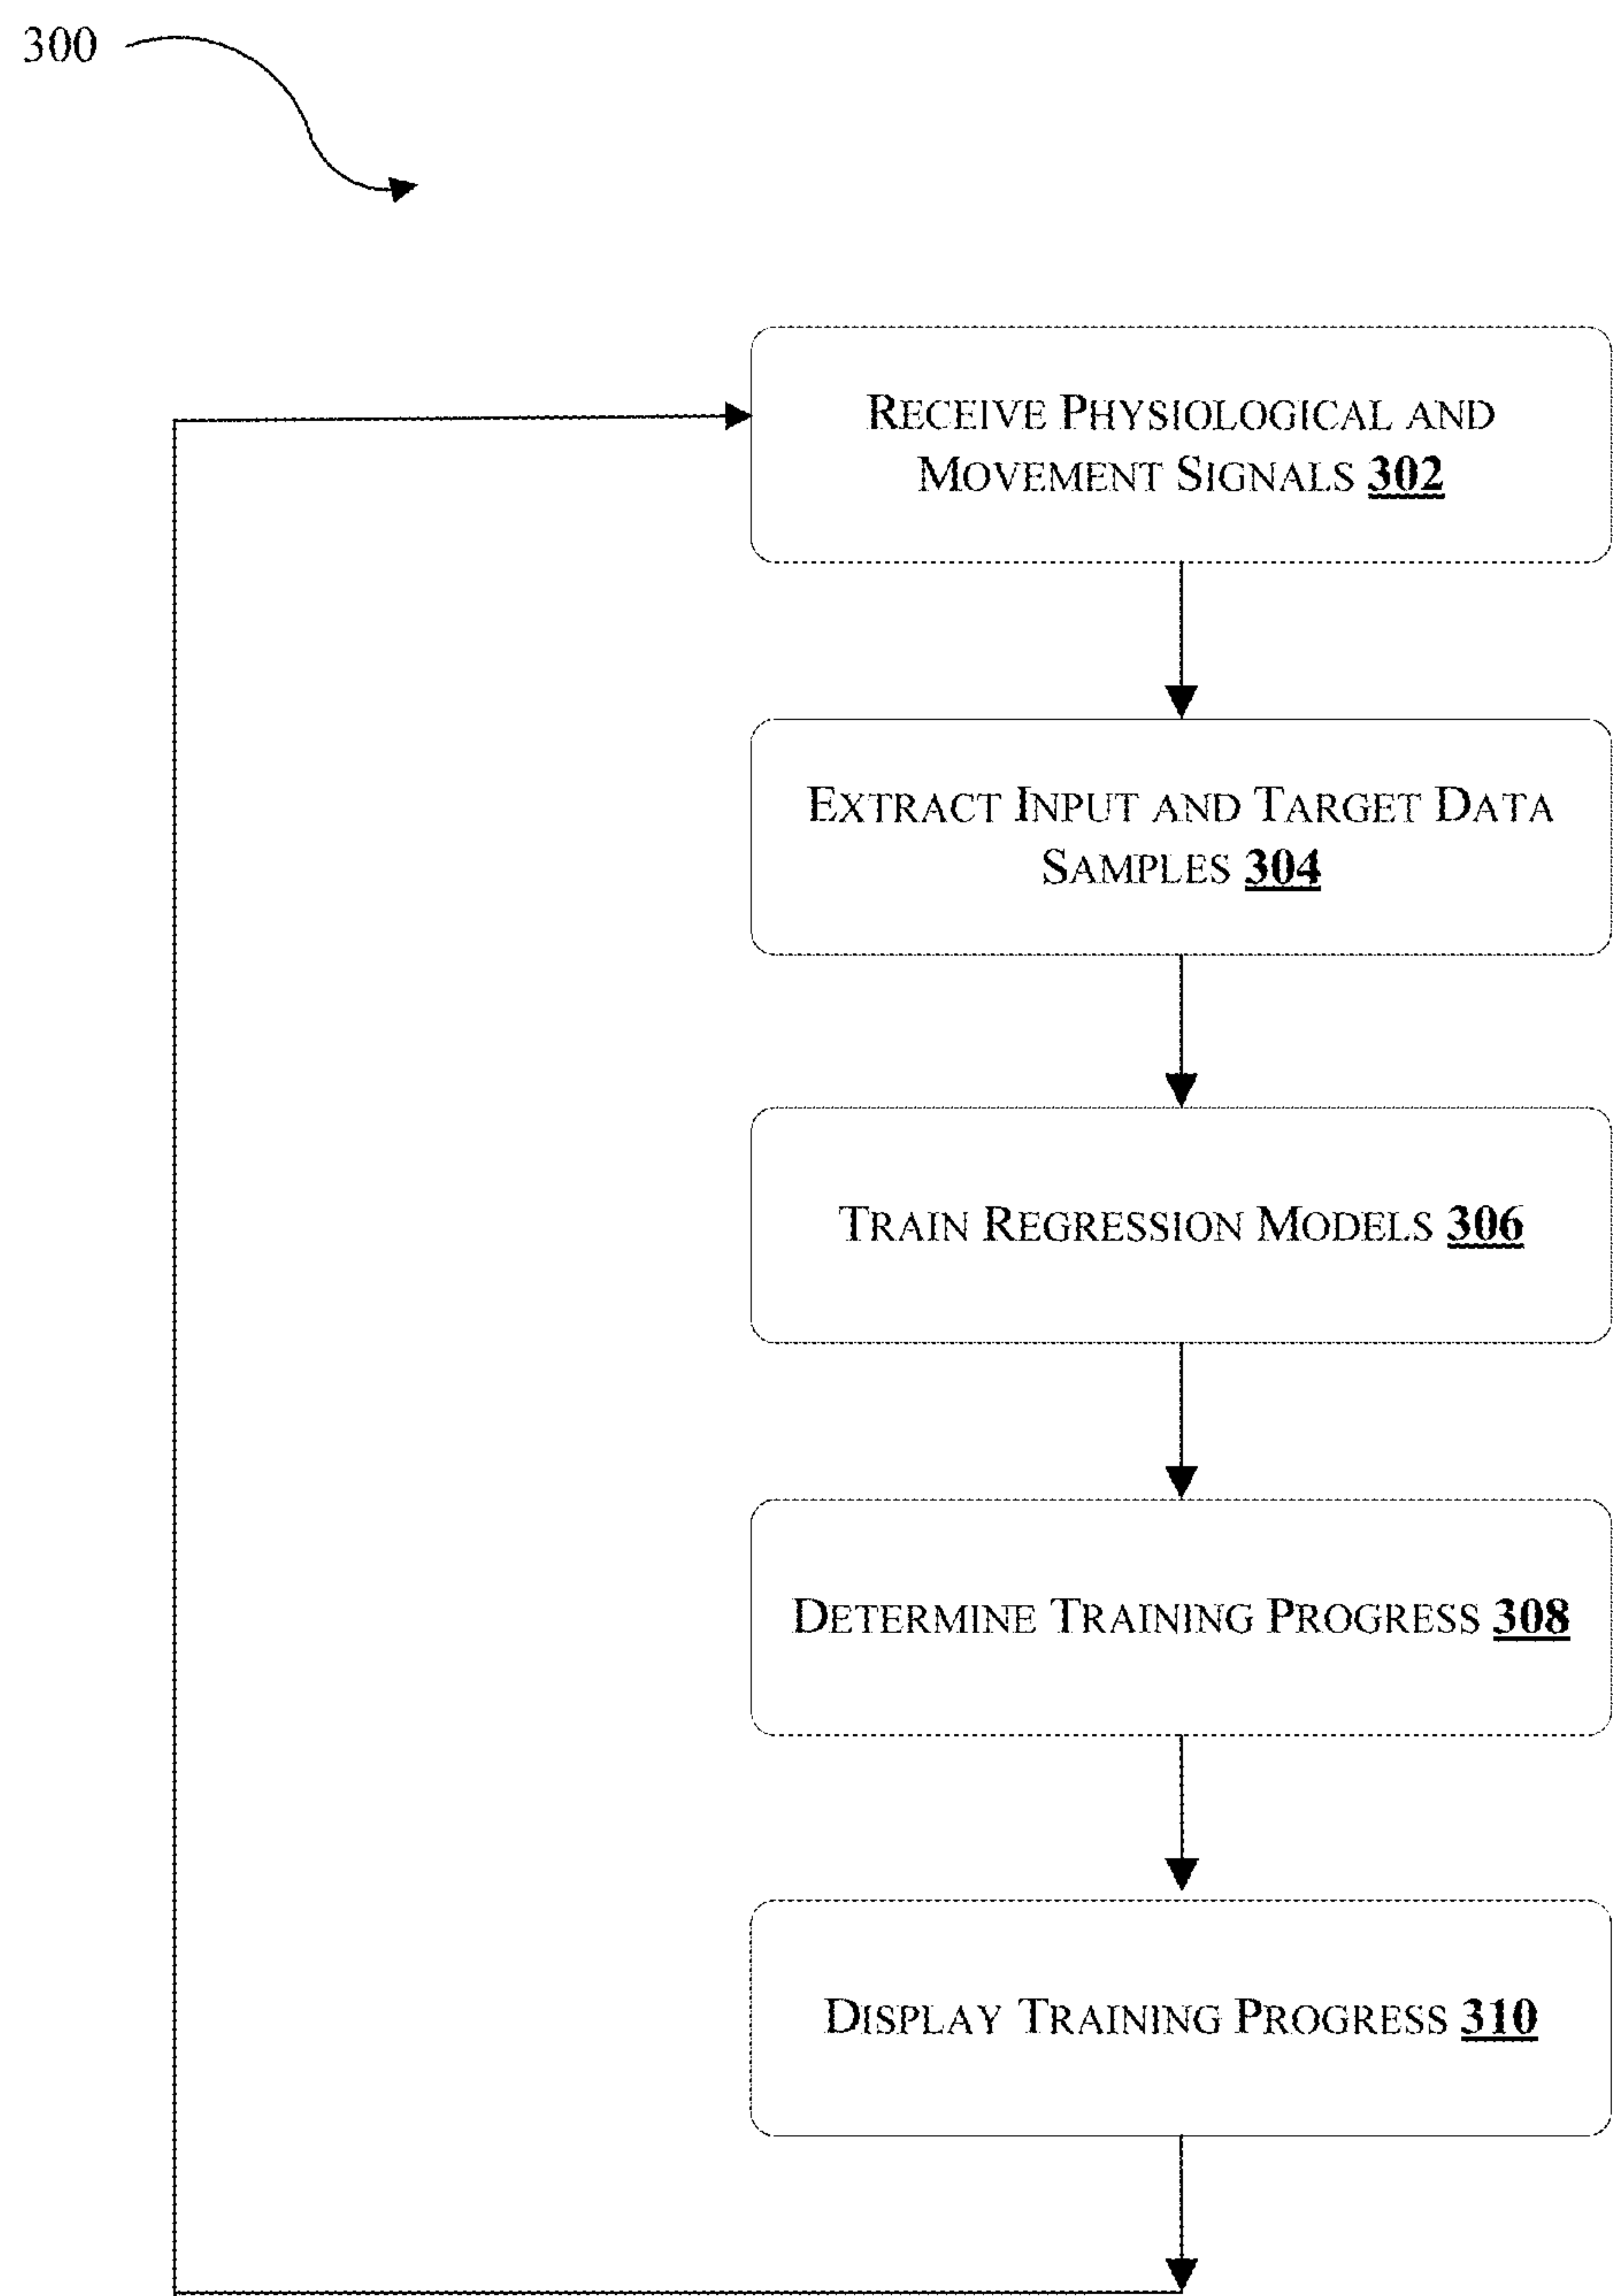 300
RECEIVE PHYSIOLOGICAL AND
MOVEMENT SIGNALS 302
EXTRACT INPUT AND TARGET DATA
SAMPLES 304
TRAIN REGRESSION MODELS 306
DETERMINE TRAINING PROGRESS 308
DISPLAY TRAINING PROGRESS 310